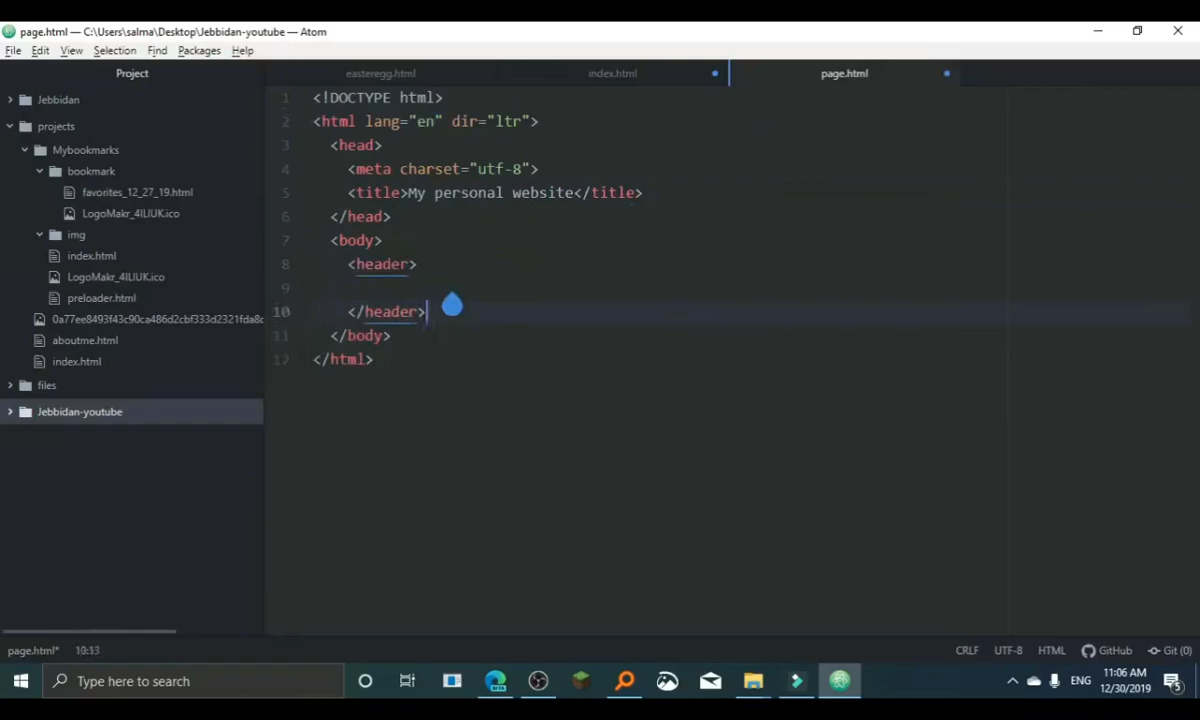 page.html — C:\Users\salma\Desktop\Jebbidan-youtube — Atom
File Edit View Selection Find Packages Help
Project
easteregg.html
index.html
page.html
Jebbidan
projects
Mybookmarks
bookmark
favorites_12_27_19.html
LogoMakr_4ILIUK.ico
img
index.html
LogoMakr_4ILIUK.ico
preloader.html
0a77ee8493f43c90ca486d2cbf333d2321fda8c
aboutme.html
index.html
files
Jebbidan-youtube
1 <!DOCTYPE html>
2 <html lang="en" dir="ltr">
3 <head>
4 <meta charset="utf-8">
5 <title>My personal website</title>
6 </head>
7 <body>
8 <header>
9
10 </header>
11 </body>
12 </html>
page.html* 10:13
CRLF UTF-8 HTML GitHub Git (0)
Type here to search
ENG
11:06 AM
12/30/2019
5